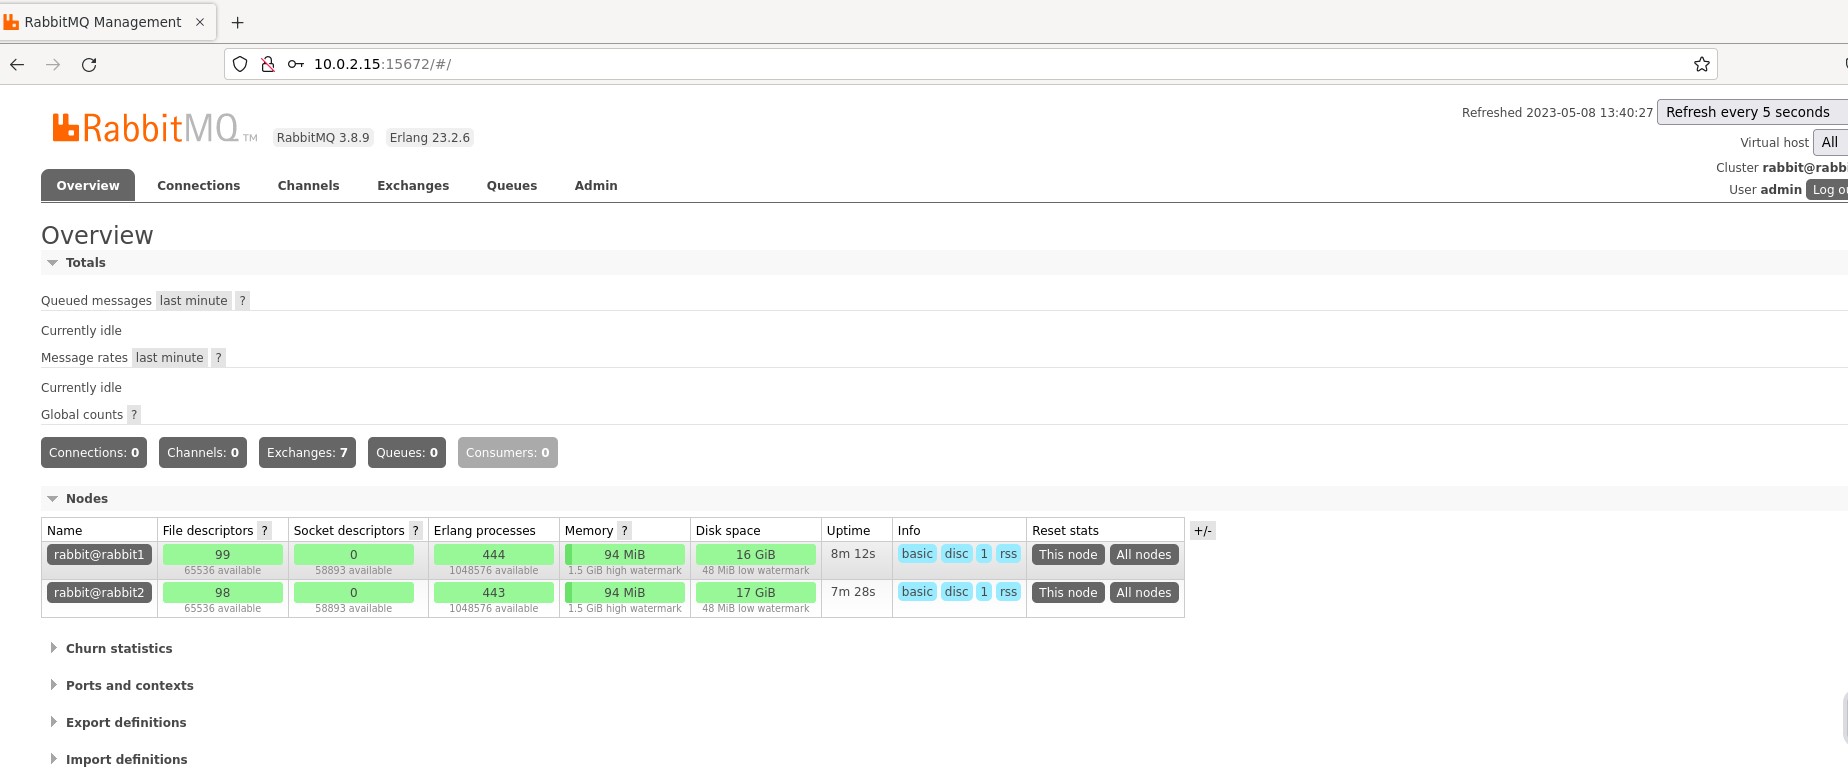 RabbitMQ Management
10.0.2.15:15672/#/
RabbitMQ TM RabbitMQ 3.8.9 Erlang 23.2.6
Refreshed 2023-05-08 13:40:27 Refresh every 5 seconds
Virtual host All
Cluster rabbit@rabb
User admin Log o
Overview Connections Channels Exchanges Queues Admin
Overview
Totals
Queued messages last minute ?
Currently idle
Message rates last minute ?
Currently idle
Global counts ?
Connections: 0 Channels: 0 Exchanges: 7 Queues: 0 Consumers: 0
Nodes
Name File descriptors ? Socket descriptors ? Erlang processes Memory ? Disk space Uptime Info Reset stats +/-
rabbit@rabbit1 99 0 444 94 MiB 16 GiB 8m 12s basic disc 1 rss This node All nodes
65536 available 58893 available 1048576 available 1.5 GiB high watermark 48 MiB low watermark
rabbit@rabbit2 98 0 443 94 MiB 17 GiB 7m 28s basic disc 1 rss This node All nodes
65536 available 58893 available 1048576 available 1.5 GiB high watermark 48 MiB low watermark
Churn statistics
Ports and contexts
Export definitions
Import definitions